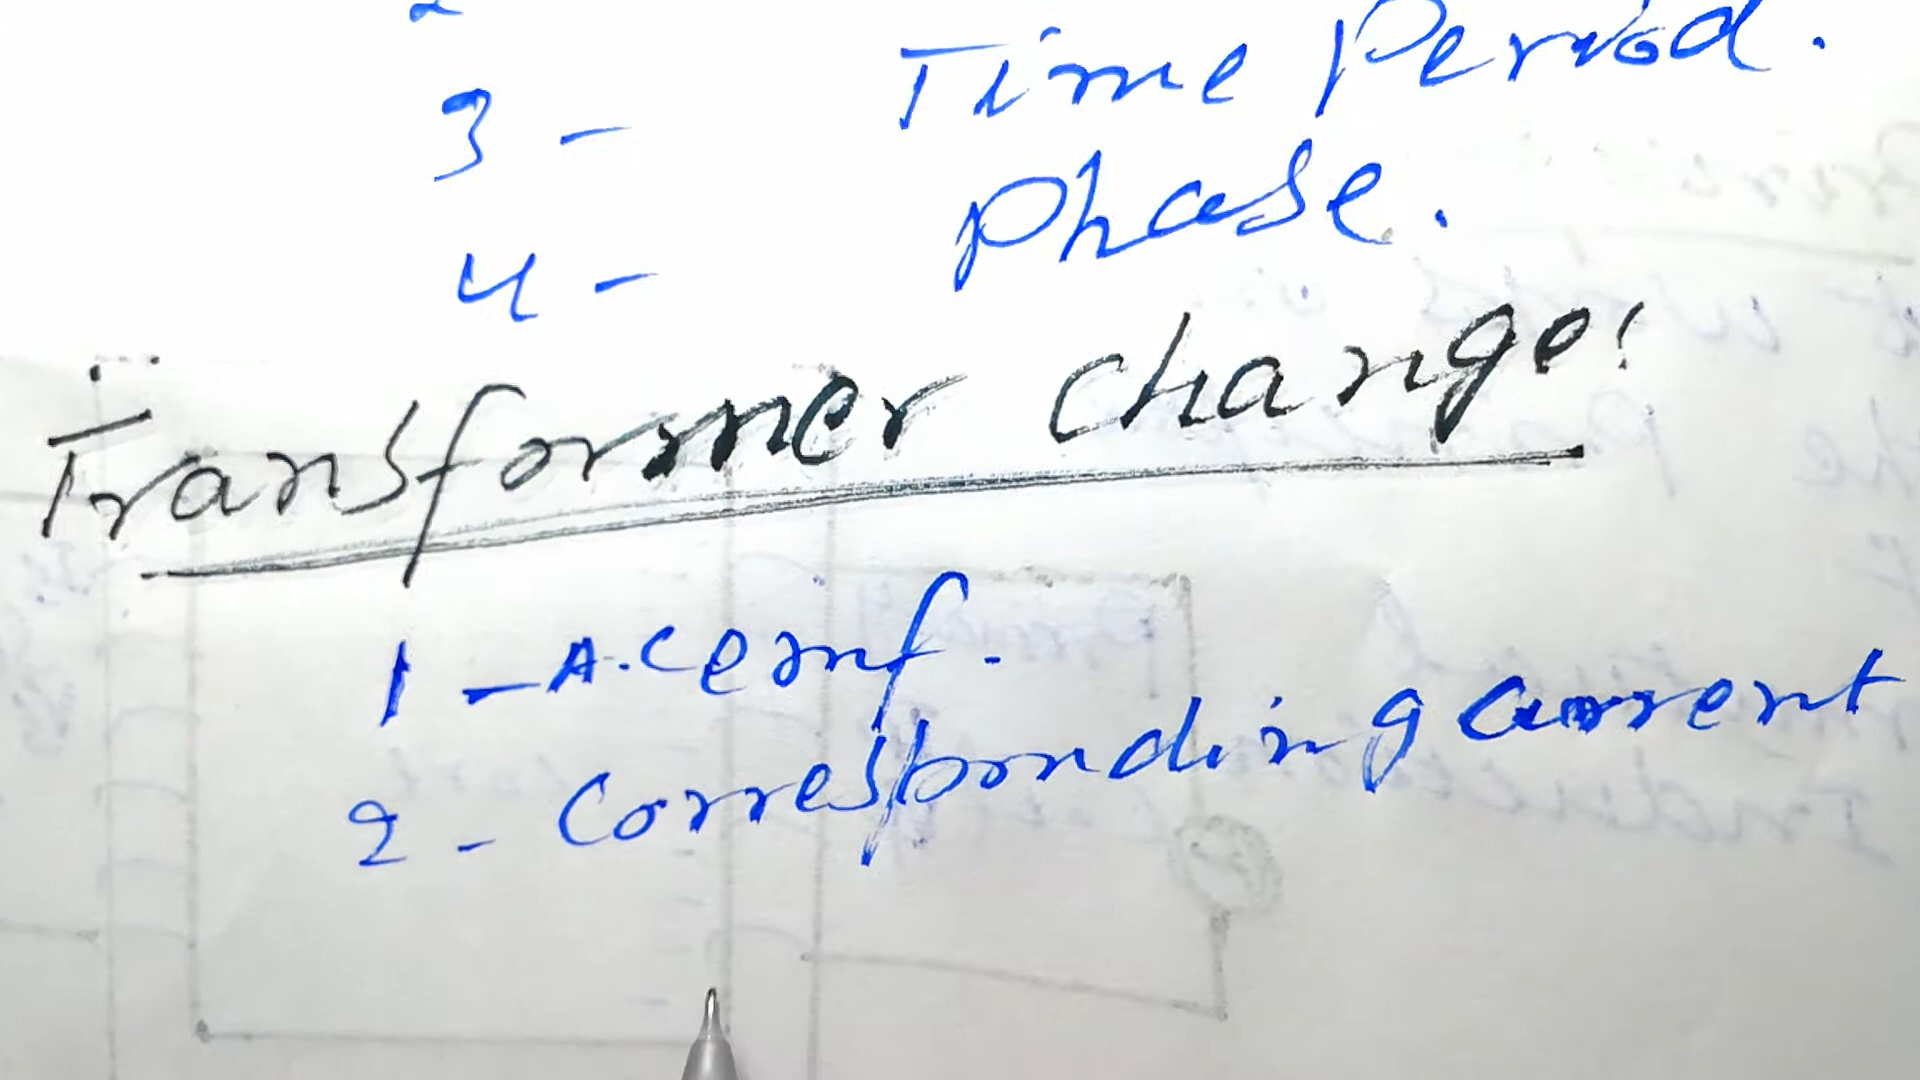 3 - Time Period.
4 - Phase.
Transformer change:
1 - A.C emf.
2 - Corresponding current